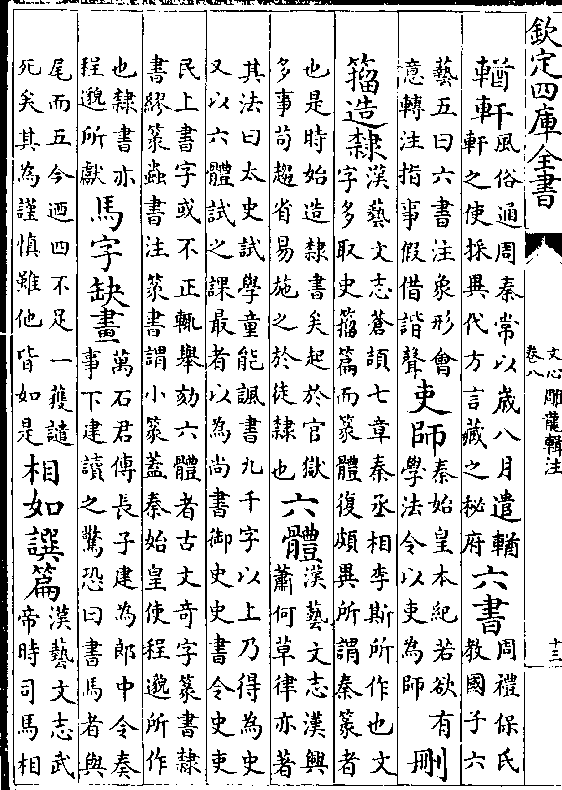 欽定四庫全書
文心雕龍輯注
卷八
十三
輶軒
風俗通周秦常以歲八月遣輶
軒之使採異代方言藏之秘府
六書
周禮保氏
教國子六
藝五曰六書注象形會
意轉注指事假借諧聲
吏師
秦始皇本紀若欲有
學法令以吏為師
刪
籀造隸
漢藝文志蒼頡七章秦丞相李斯所作也文
字多取史籀篇而篆體復頗異所謂秦篆者
也是時始造隸書矣起於官獄
多事苟趨省易施之於徒隸也
六體
漢藝文志漢興
蕭何草律亦著
其法曰太史試學童能諷書九千字以上乃得為史
又以六體試之課最者以為尚書御史史書令史吏
民上書字或不正輒舉劾六體者古文奇字篆書隸
書繆篆蟲書注篆書謂小篆蓋秦始皇使程邈所作
也隸書亦
程邈所獻
馬字缺畫
萬石君傳長子建為郎中令奏
事下建讀之驚恐曰書馬者與
尾而五今迺四不足一獲譴
死矣其為謹慎雖他皆如是
相如譔篇
漢藝文志武
帝時司馬相